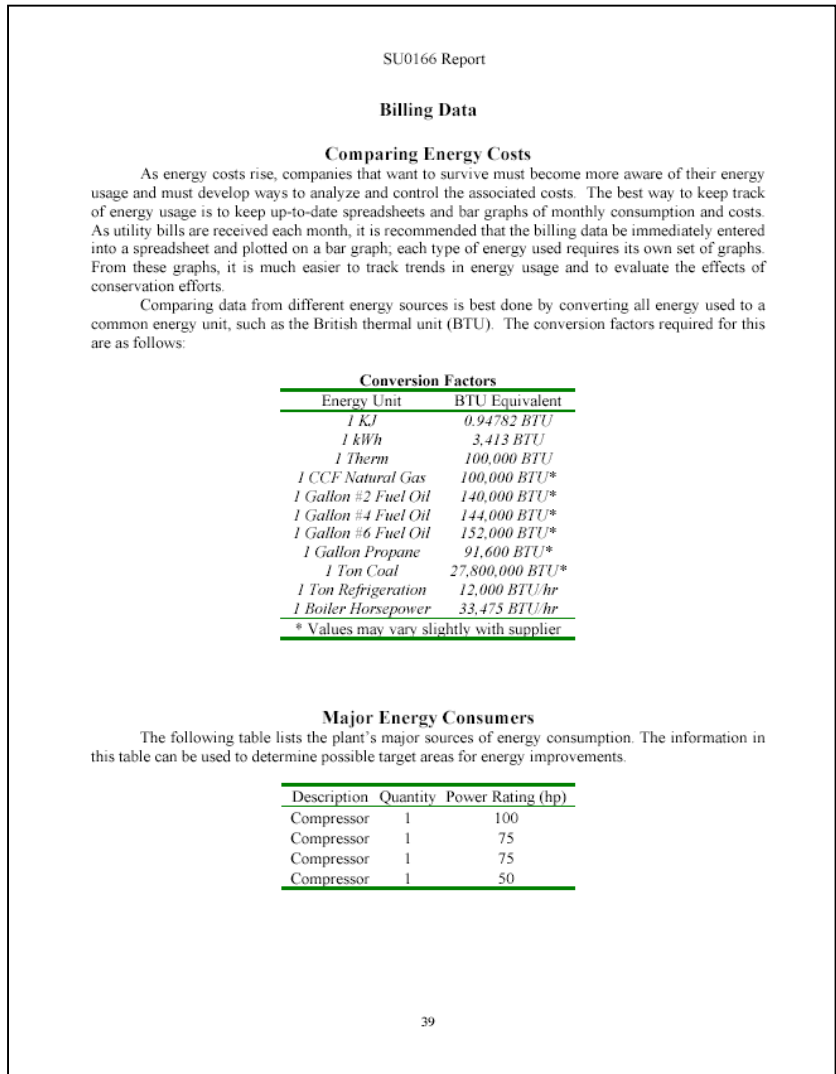 SU0166 Report
Billing Data
Comparing Energy Costs
As energy costs rise, companies that want to survive must become more aware of their energy
usage and must develop ways to analyze and control the associated costs. The best way to keep track
of energy usage is to keep up-to-date spreadsheets and bar graphs of monthly consumption and costs.
As utility bills are received each month, it is recommended that the billing data be immediately entered
into a spreadsheet and plotted on a bar graph; each type of energy used requires its own set of graphs.
From these graphs, it is much easier to track trends in energy usage and to evaluate the effects of
conservation efforts.
Comparing data from different energy sources is best done by converting all energy used to a
common energy unit, such as the British thermal unit (BTU). The conversion factors required for this
are as follows:
Conversion Factors
Energy Unit BTU Equivalent
1 KJ 0.94782 BTU
1 kWh 3,413 BTU
1 Therm 100,000 BTU
1 CCF Natural Gas 100,000 BTU*
1 Gallon #2 Fuel Oil 140,000 BTU*
1 Gallon #4 Fuel Oil 144,000 BTU*
1 Gallon #6 Fuel Oil 152,000 BTU*
1 Gallon Propane 91,600 BTU*
1 Ton Coal 27,800,000 BTU*
1 Ton Refrigeration 12,000 BTU/hr
1 Boiler Horsepower 33,475 BTU/hr
* Values may vary slightly with supplier
Major Energy Consumers
The following table lists the plant's major sources of energy consumption. The information in
this table can be used to determine possible target areas for energy improvements.
Description Quantity Power Rating (hp)
Compressor 1 100
Compressor 1 75
Compressor 1 75
Compressor 1 50
39